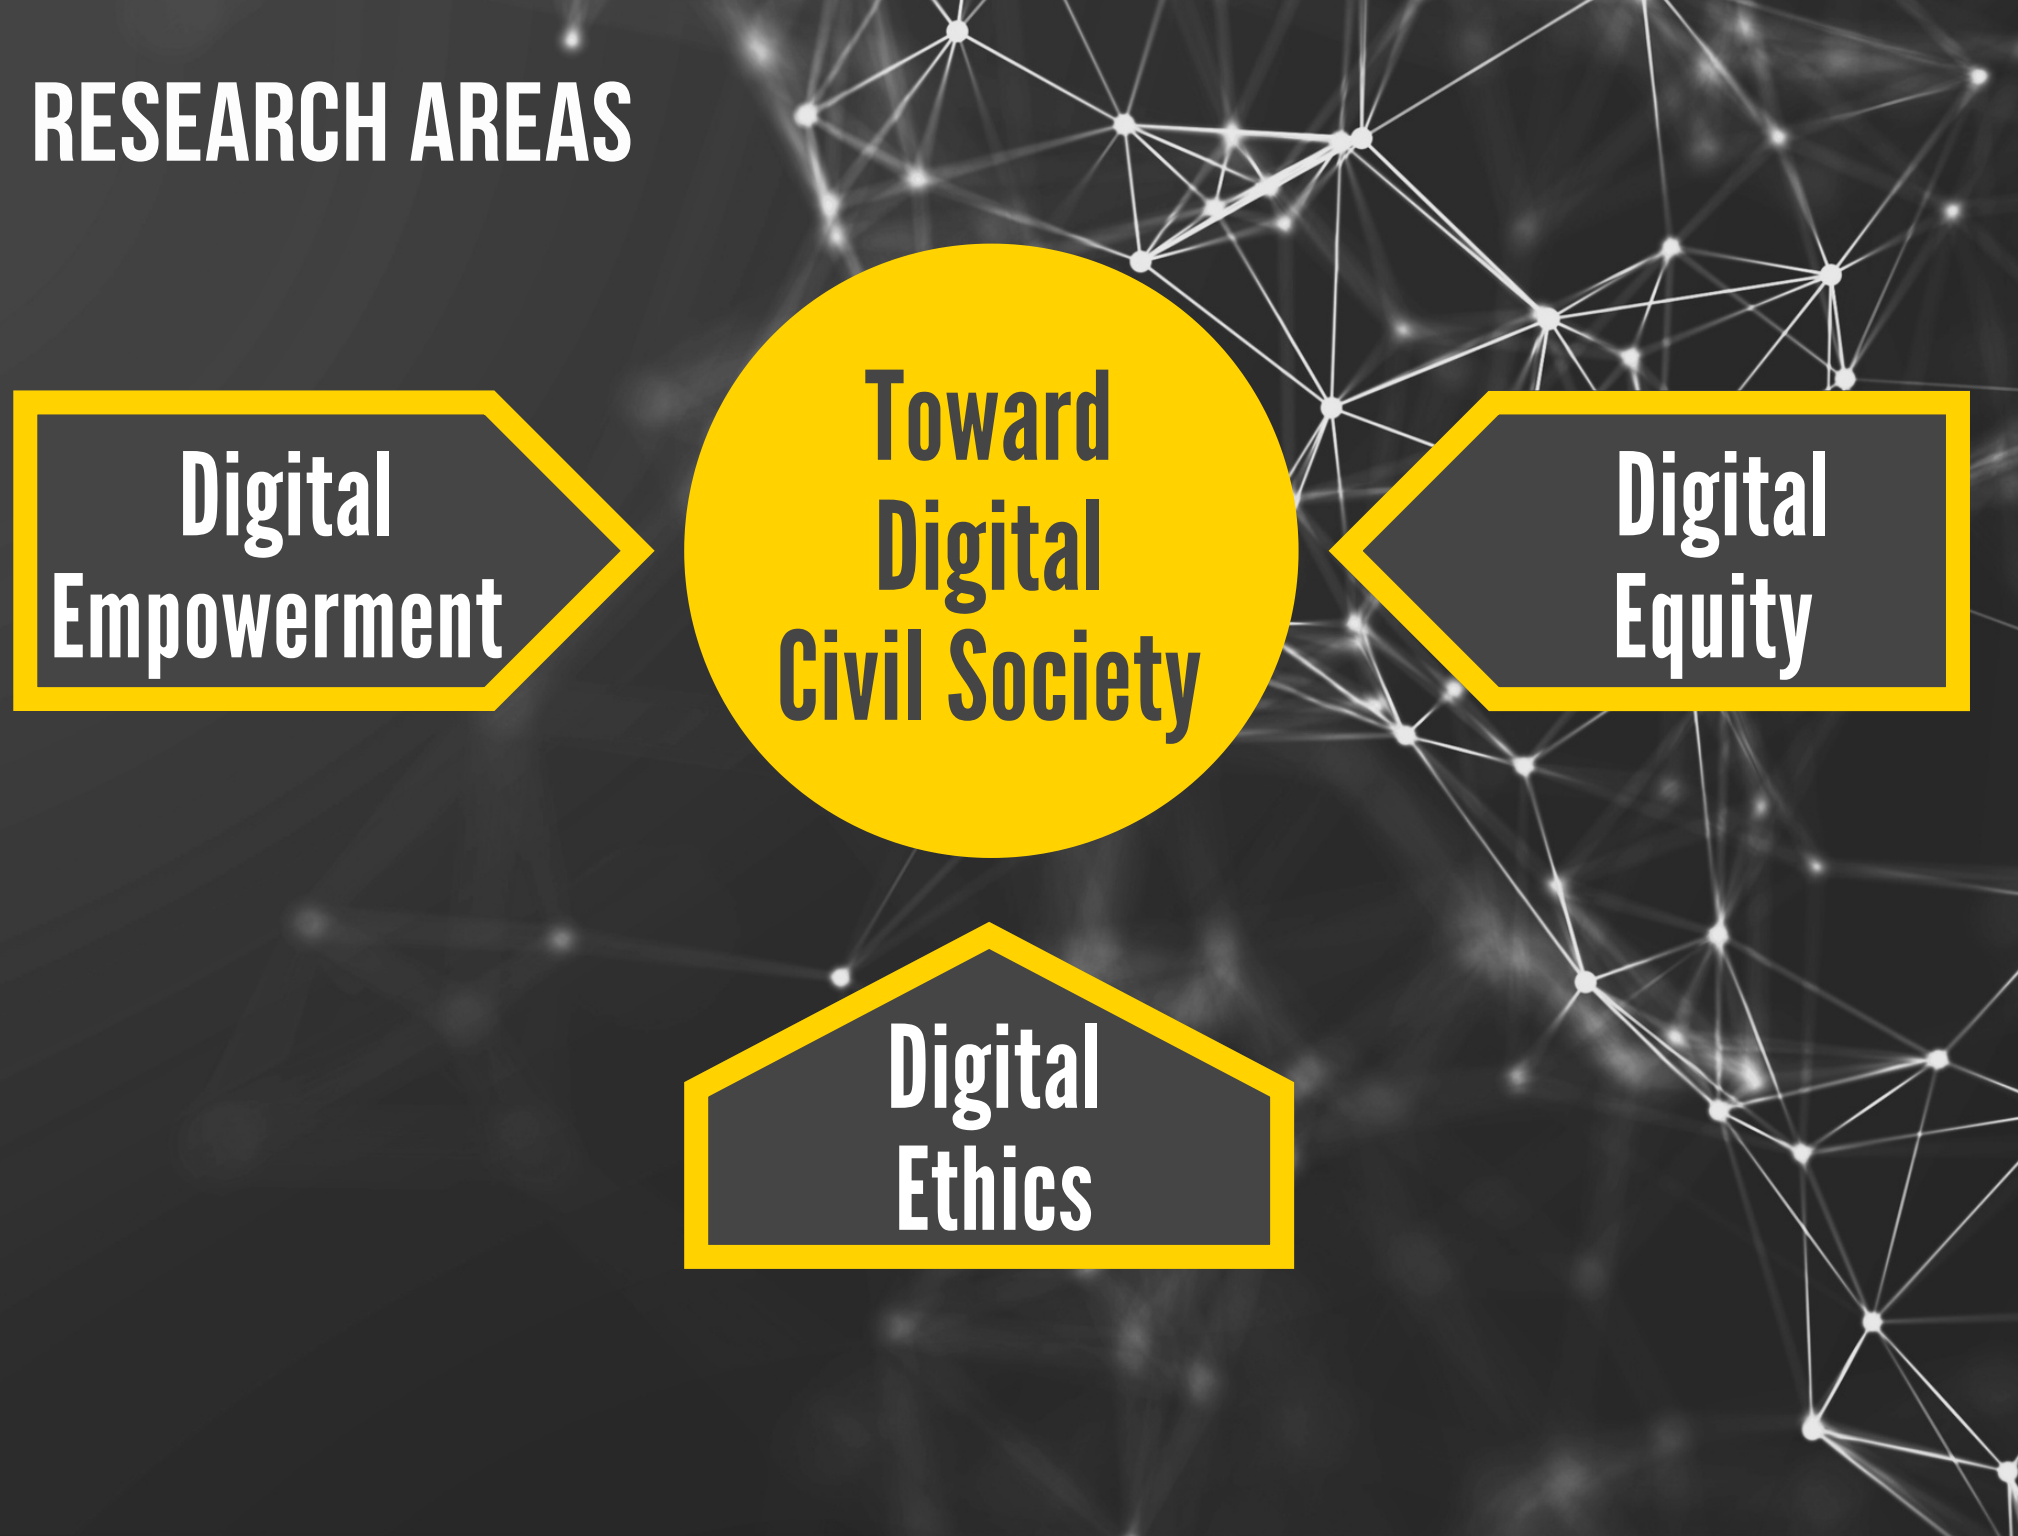 RESEARCH AREAS
Digital
Empowerment
Toward
Digital
Civil Society
Digital
Equity
Digital
Ethics